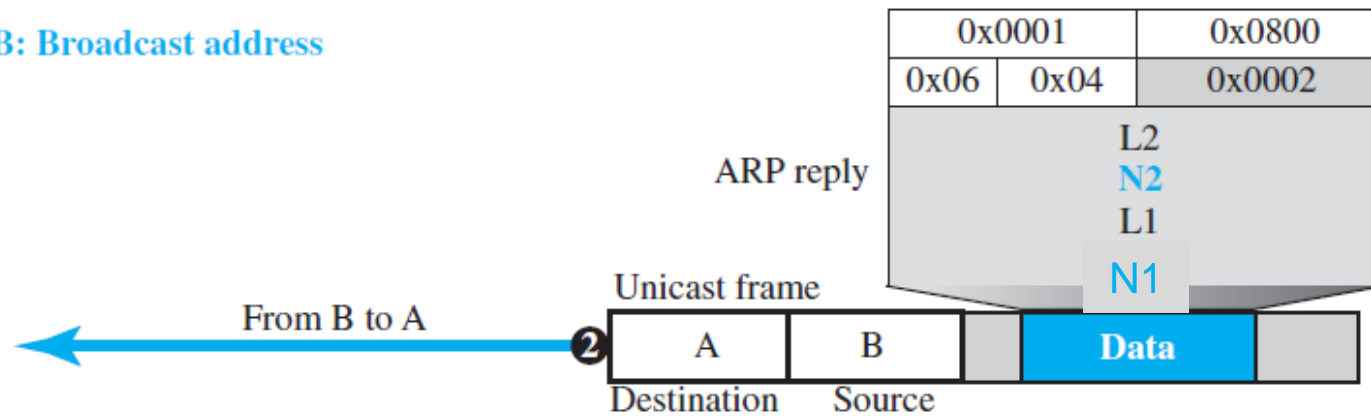 B: Broadcast address
0x0001 0x0800
0x06 0x04 0x0002
ARP reply
L2
N2
L1
N1
Unicast frame
From B to A
2 A B Data
Destination Source